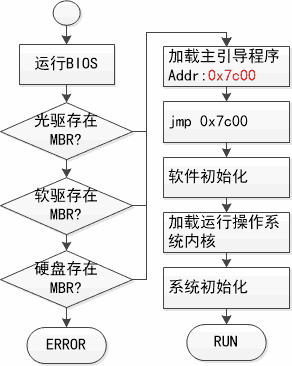 运行BIOS
光驱存在
MBR?
软驱存在
MBR?
硬盘存在
MBR?
ERROR
加载主引导程序
Addr:0x7c00
jmp 0x7c00
软件初始化
加载运行操作系
统内核
系统初始化
RUN